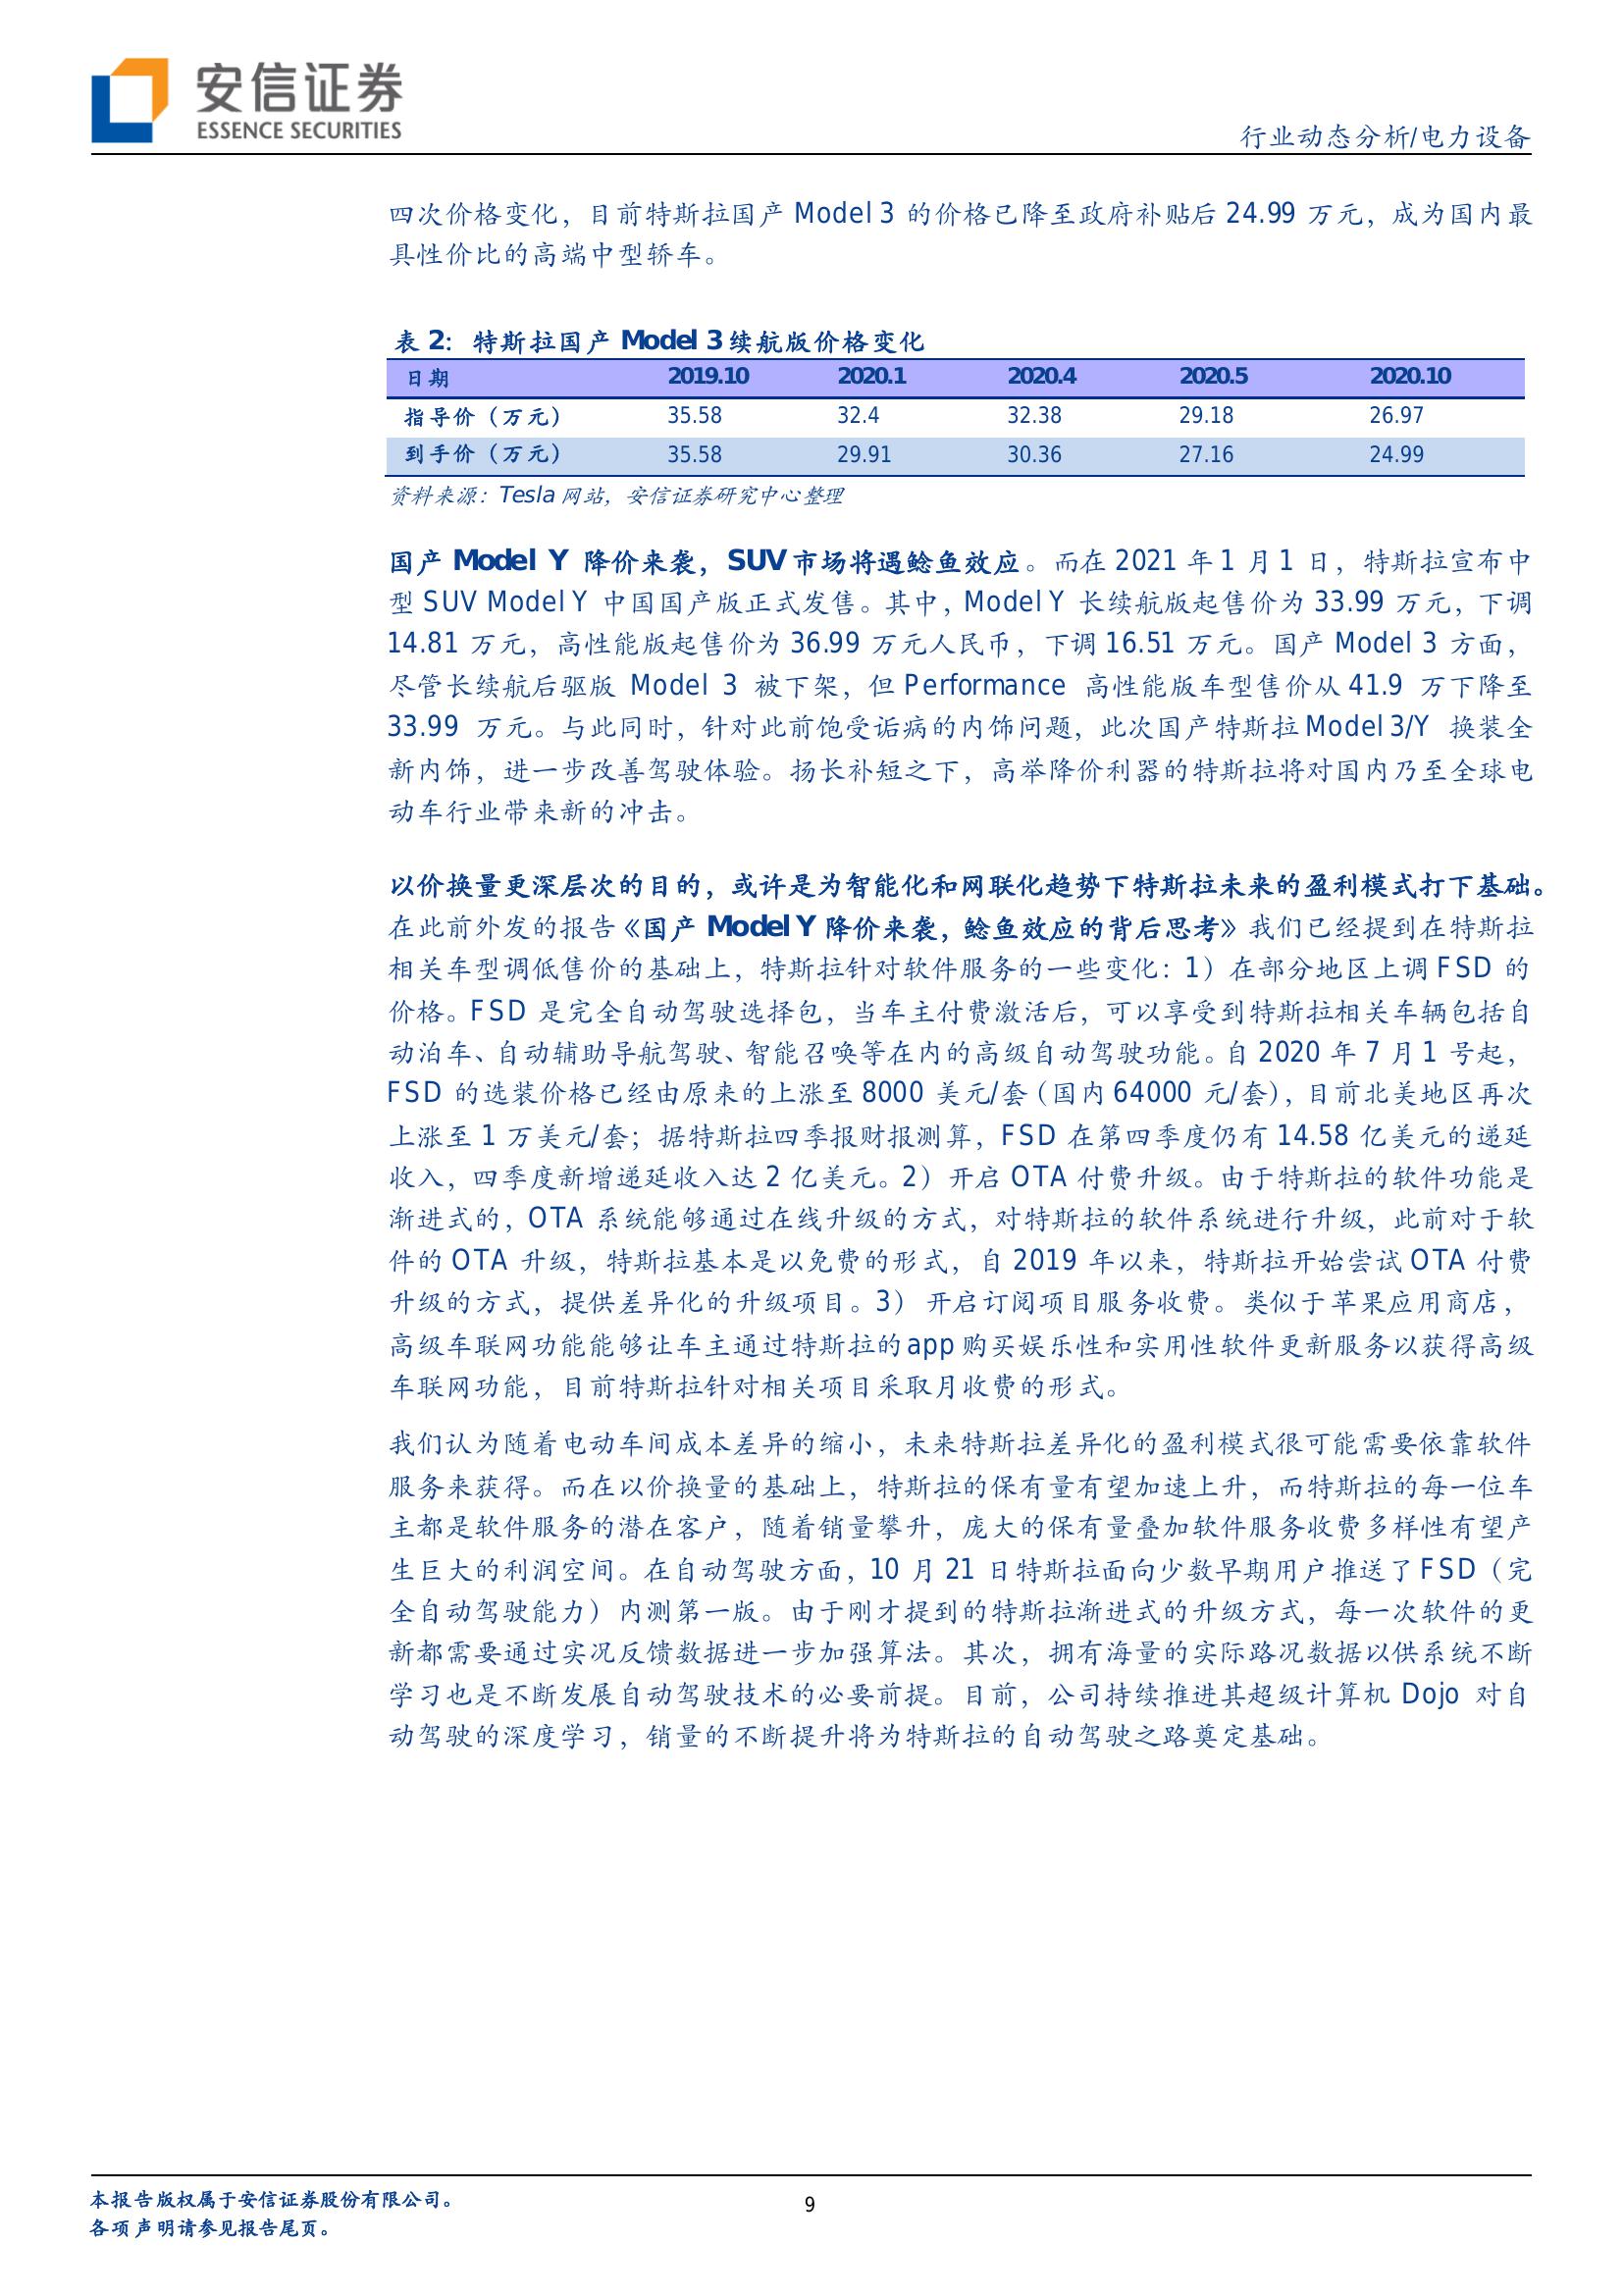 安信证券
ESSENCE SECURITIES
行业动态分析/电力设备
四次价格变化，目前特斯拉国产 Model 3 的价格已降至政府补贴后 24.99 万元，成为国内最
具性价比的高端中型轿车。
表 2： 特斯拉国产 Model 3 续航版价格变化
日期 2019.10 2020.1 2020.4 2020.5 2020.10
指导价（万元） 35.58 32.4 32.38 29.18 26.97
到手价（万元） 35.58 29.91 30.36 27.16 24.99
资料来源：Tesla 网站，安信证券研究中心整理
国产 Model Y 降价来袭，SUV 市场将遇鲶鱼效应。而在 2021 年 1 月 1 日，特斯拉宣布中
型 SUV Model Y 中国国产版正式发售。其中，Model Y 长续航版起售价为 33.99 万元，下调
14.81 万元，高性能版起售价为 36.99 万元人民币，下调 16.51 万元。国产 Model 3 方面，
尽管长续航后驱版 Model 3 被下架，但 Performance 高性能版车型售价从 41.9 万下降至
33.99 万元。与此同时，针对此前饱受诟病的内饰问题，此次国产特斯拉 Model 3/Y 换装全
新内饰，进一步改善驾驶体验。扬长补短之下，高举降价利器的特斯拉将对国内乃至全球电
动车行业带来新的冲击。
以价换量更深层次的目的，或许是为智能化和网联化趋势下特斯拉未来的盈利模式打下基础。
在此前外发的报告《国产 Model Y 降价来袭，鲶鱼效应的背后思考》我们已经提到在特斯拉
相关车型调低售价的基础上，特斯拉针对软件服务的一些变化：1）在部分地区上调 FSD 的
价格。FSD 是完全自动驾驶选择包，当车主付费激活后，可以享受到特斯拉相关车辆包括自
动泊车、自动辅助导航驾驶、智能召唤等在内的高级自动驾驶功能。自 2020 年 7 月 1 号起，
FSD 的选装价格已经由原来的上涨至 8000 美元/套（国内 64000 元/套），目前北美地区再次
上涨至 1 万美元/套；据特斯拉四季报财报测算，FSD 在第四季度仍有 14.58 亿美元的递延
收入，四季度新增递延收入达 2 亿美元。2）开启 OTA 付费升级。由于特斯拉的软件功能是
渐进式的，OTA 系统能够通过在线升级的方式，对特斯拉的软件系统进行升级，此前对于软
件的 OTA 升级，特斯拉基本是以免费的形式，自 2019 年以来，特斯拉开始尝试 OTA 付费
升级的方式，提供差异化的升级项目。3） 开启订阅项目服务收费。类似于苹果应用商店，
高级车联网功能能够让车主通过特斯拉的 app 购买娱乐性和实用性软件更新服务以获得高级
车联网功能，目前特斯拉针对相关项目采取月收费的形式。
我们认为随着电动车间成本差异的缩小，未来特斯拉差异化的盈利模式很可能需要依靠软件
服务来获得。而在以价换量的基础上，特斯拉的保有量有望加速上升，而特斯拉的每一位车
主都是软件服务的潜在客户，随着销量攀升，庞大的保有量叠加软件服务收费多样性有望产
生巨大的利润空间。在自动驾驶方面，10 月 21 日特斯拉面向少数早期用户推送了 FSD（完
全自动驾驶能力）内测第一版。由于刚才提到的特斯拉渐进式的升级方式，每一次软件的更
新都需要通过实况反馈数据进一步加强算法。其次，拥有海量的实际路况数据以供系统不断
学习也是不断发展自动驾驶技术的必要前提。目前，公司持续推进其超级计算机 Dojo 对自
动驾驶的深度学习，销量的不断提升将为特斯拉的自动驾驶之路奠定基础。
本报告版权属于安信证券股份有限公司。
各项声明请参见报告尾页。
9